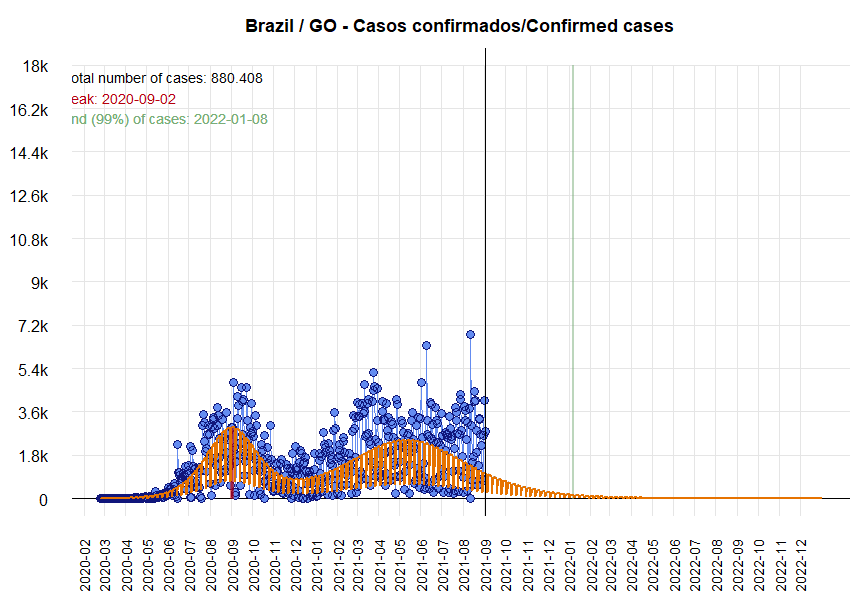 Brazil / GO - Casos confirmados/Confirmed cases
18k
16.2k
14.4k
12.6k
10.8k
9k
7.2k
5.4k
3.6k
1.8k
0
otal number of cases: 880.408
eak: 2020-09-02
nd (99%) of cases: 2022-01-08
2020-02
2020-03
2020-04
2020-05
2020-06
2020-07
2020-08
2020-09
2020-10
2020-11
2020-12
2021-01
2021-02
2021-03
2021-04
2021-05
2021-06
2021-07
2021-08
2021-09
2021-10
2021-11
2021-12
2022-01
2022-02
2022-03
2022-04
2022-05
2022-06
2022-07
2022-08
2022-09
2022-10
2022-11
2022-12